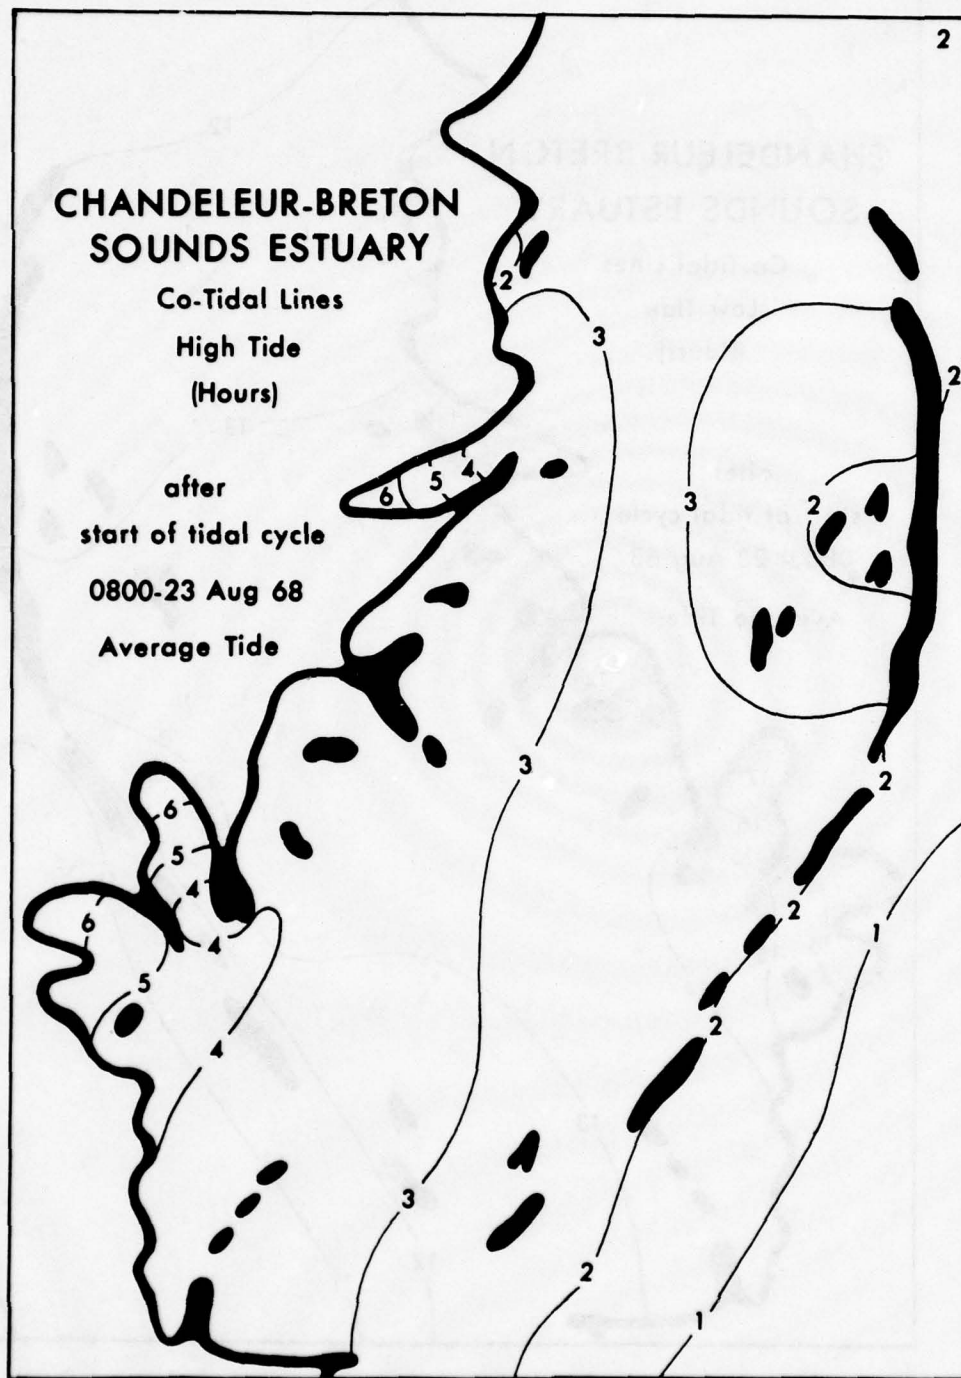 2
CHANDELEUR-BRETON
SOUNDS ESTUARY
Co-Tidal Lines
High Tide
(Hours)
after
start of tidal cycle
0800-23 Aug 68
Average Tide
2
3
2
4
5
6
3
2
3
2
6
5
4
6
4
2
1
5
2
4
3
2
1